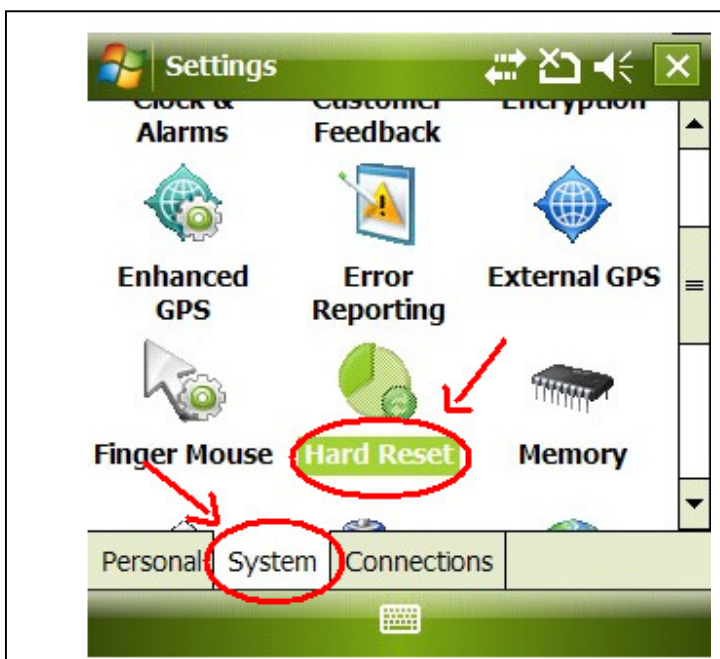 Settings
Clock & Customer Encryption
Alarms Feedback
Enhanced Error External GPS
GPS Reporting
Finger Mouse Hard Reset Memory
Personal System Connections